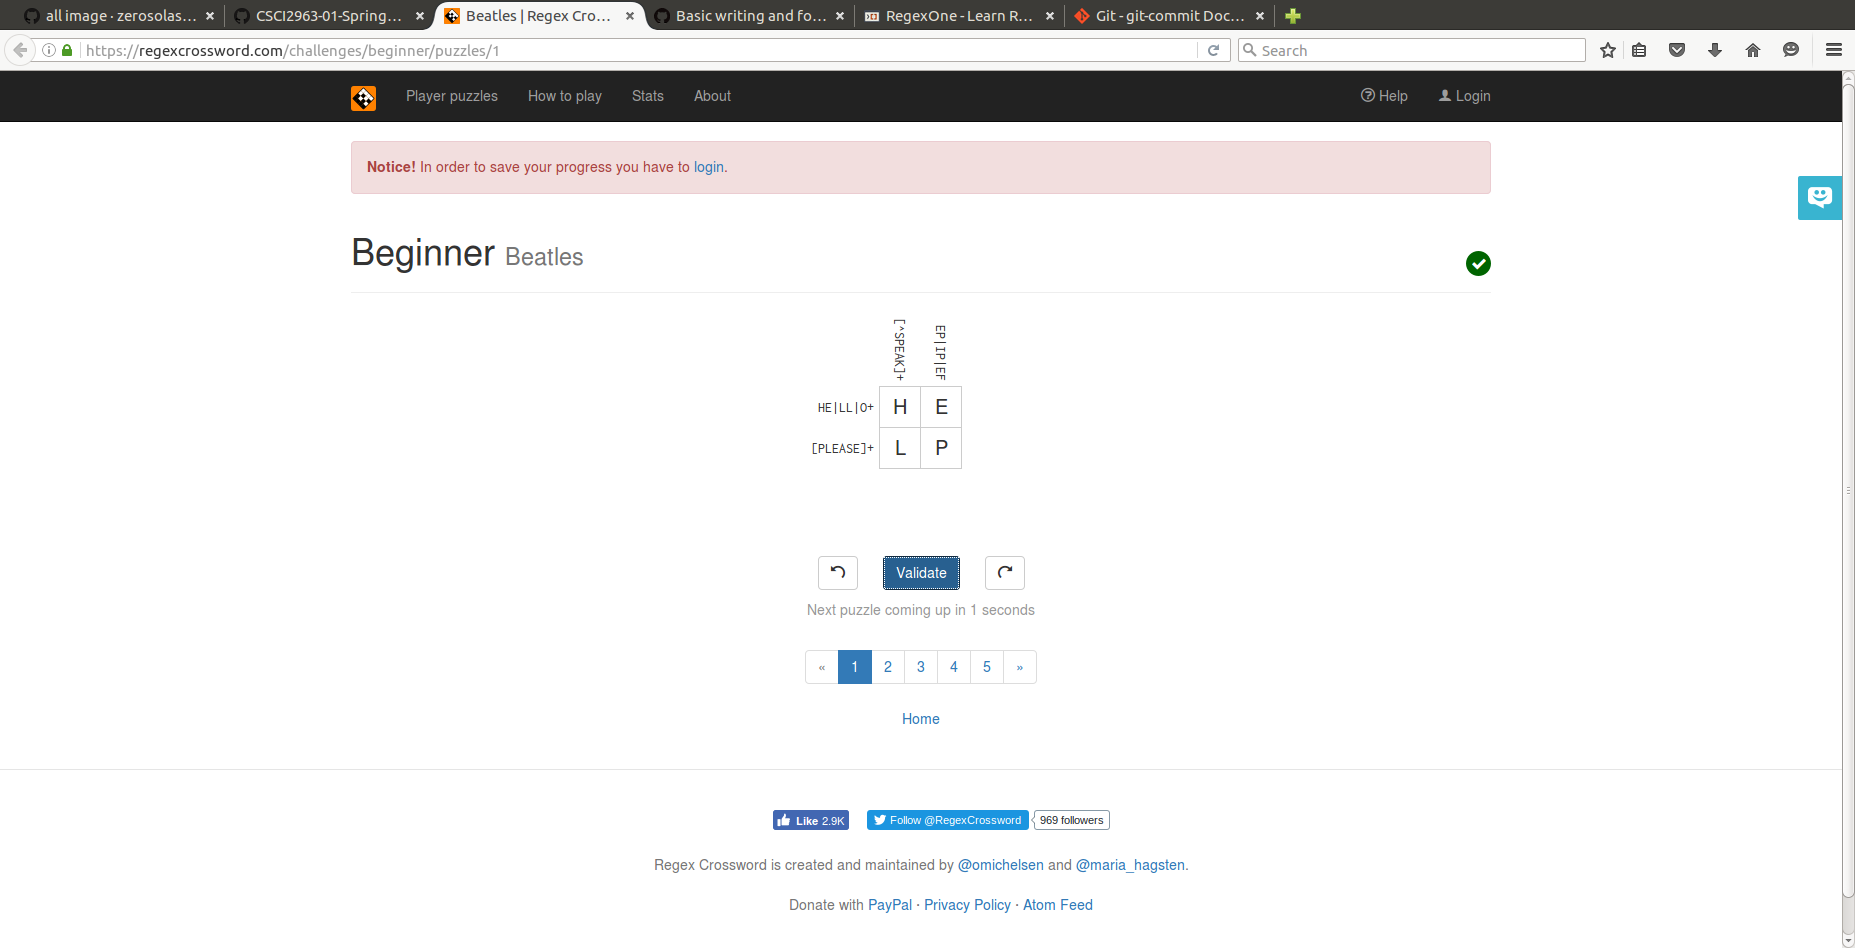 all image · zerosolas... CSCI2963-01-Spring... Beatles | Regex Cro... Basic writing and fo... RegexOne - Learn R... Git - git-commit Doc...
https://regexcrossword.com/challenges/beginner/puzzles/1 Search
Player puzzles How to play Stats About Help Login
Notice! In order to save your progress you have to login.
Beginner Beatles
[^SPEAK]+ EP|IP|EF
HE|LL|O+ H E
[PLEASE]+ L P
Validate
Next puzzle coming up in 1 seconds
« 1 2 3 4 5 »
Home
Like 2.9K Follow @RegexCrossword 969 followers
Regex Crossword is created and maintained by @omichelsen and @maria_hagsten.
Donate with PayPal · Privacy Policy · Atom Feed